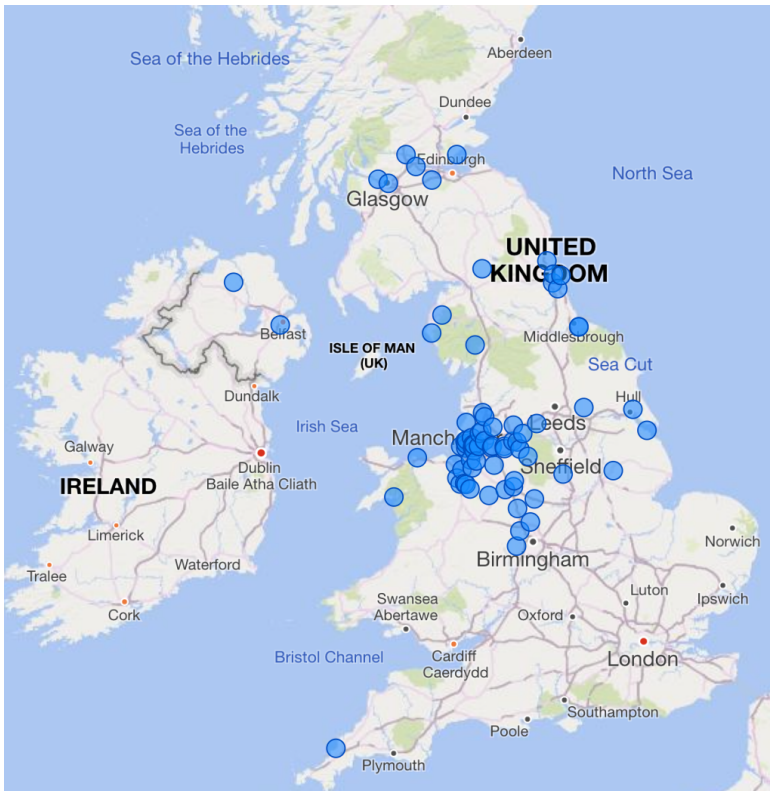 Sea of the Hebrides
Aberdeen
Dundee
Sea of the
Hebrides
Edinburgh
North Sea
Glasgow
UNITED
KINGDOM
Belfast
Middlesbrough
ISLE OF MAN
(UK)
Sea Cut
Dundalk
Hull
Irish Sea
Leeds
Manch
Galway
Sheffield
Dublin
Baile Atha Cliath
IRELAND
Limerick
Norwich
Waterford
Birmingham
Tralee
Luton
Ipswich
Swansea
Abertawe
Cork
Oxford
Bristol Channel
Cardiff
Caerdydd
London
Southampton
Poole
Plymouth